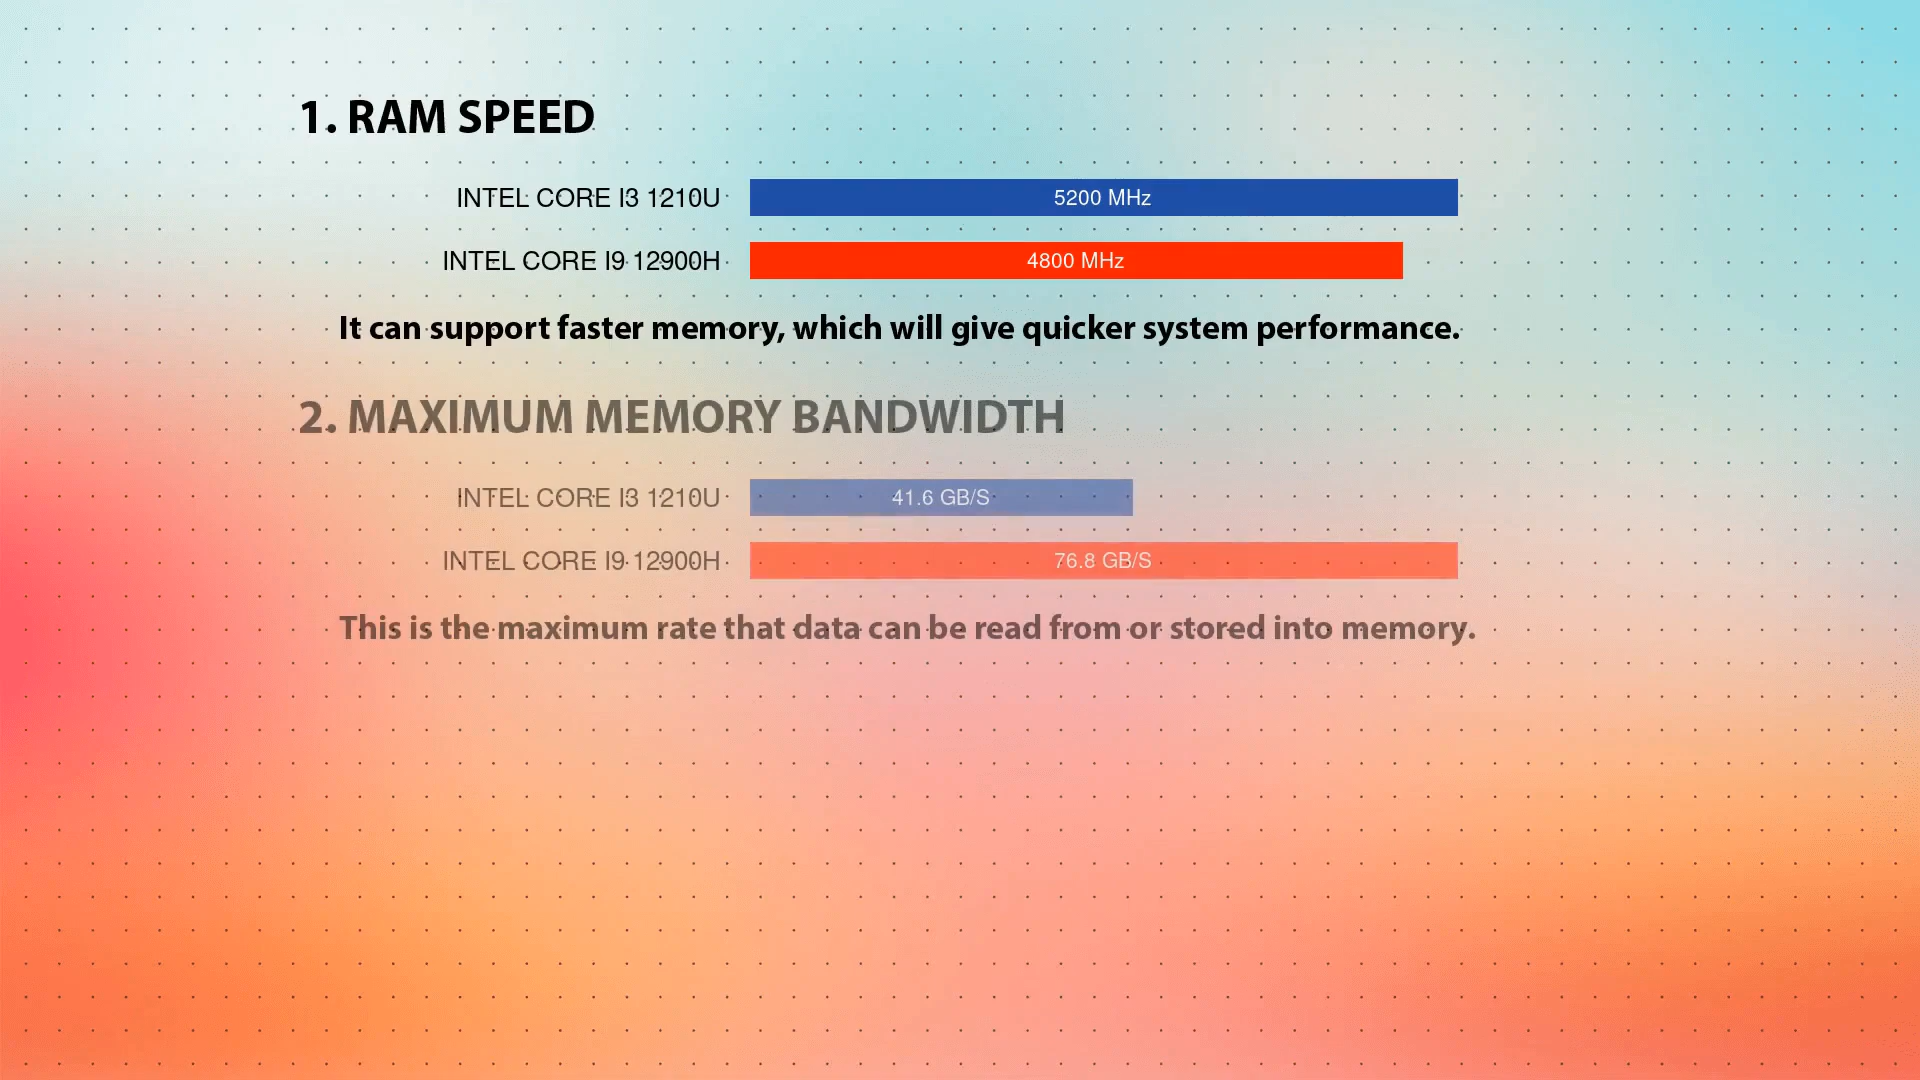 1. RAM SPEED
INTEL CORE I3 1210U
5200 MHz
INTEL CORE I9 12900H
4800 MHz
It can support faster memory, which will give quicker system performance.
2. MAXIMUM MEMORY BANDWIDTH
INTEL CORE I3 1210U
41.6 GB/S
INTEL CORE I9 12900H
76.8 GB/S
This is the maximum rate that data can be read from or stored into memory.